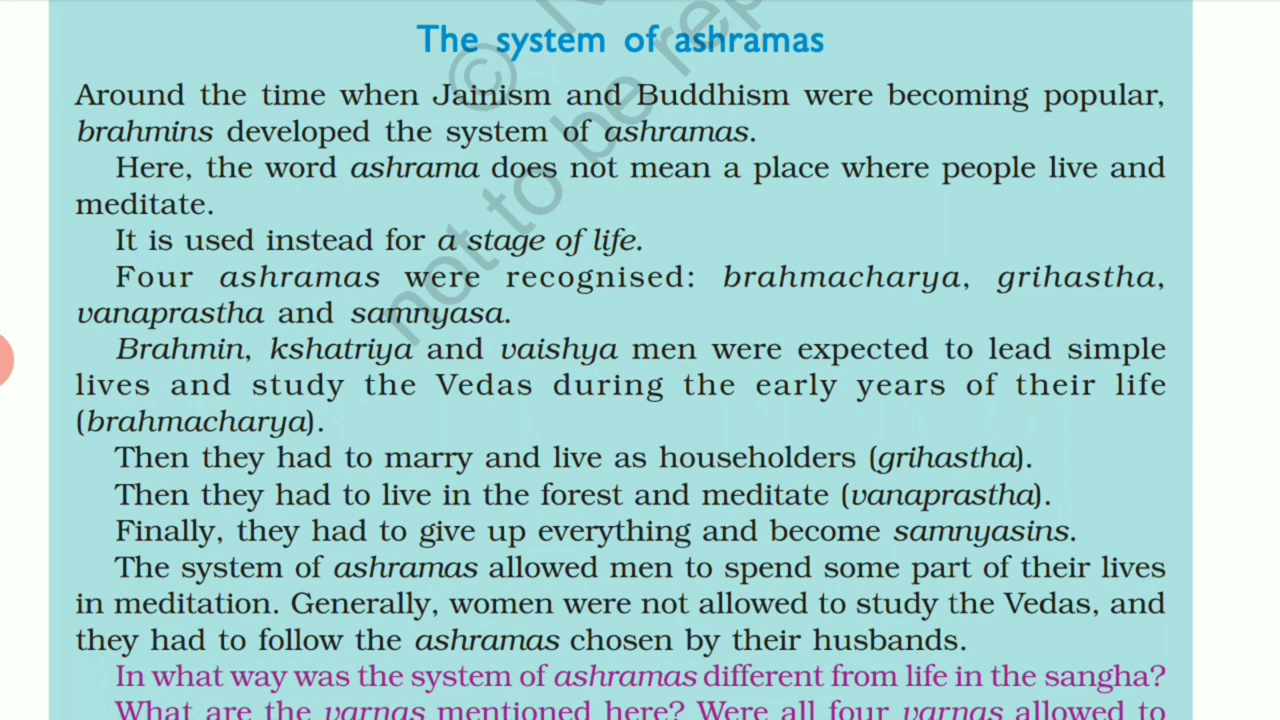 The system of ashramas
Around the time when Jainism and Buddhism were becoming popular,
brahmins developed the system of ashramas.
Here, the word ashrama does not mean a place where people live and
meditate.
It is used instead for a stage of life.
Four ashramas were recognised: brahmacharya, grihastha,
vanaprastha and samnyasa.
Brahmin, kshatriya and vaishya men were expected to lead simple
lives and study the Vedas during the early years of their life
(brahmacharya).
Then they had to marry and live as householders (grihastha).
Then they had to live in the forest and meditate (vanaprastha).
Finally, they had to give up everything and become samnyasins.
The system of ashramas allowed men to spend some part of their lives
in meditation. Generally, women were not allowed to study the Vedas, and
they had to follow the ashramas chosen by their husbands.
In what way was the system of ashramas different from life in the sangha?
What are the varnas mentioned here? Were all four varnas allowed to
© N
not to be rep